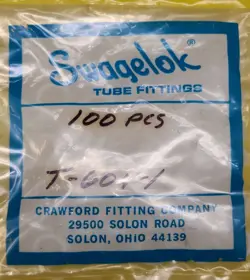 Swagelok®
TUBE FITTINGS
100 PCS
CRAWFORD FITTING COMPANY
29500 SOLON ROAD
SOLON, OHIO 44139